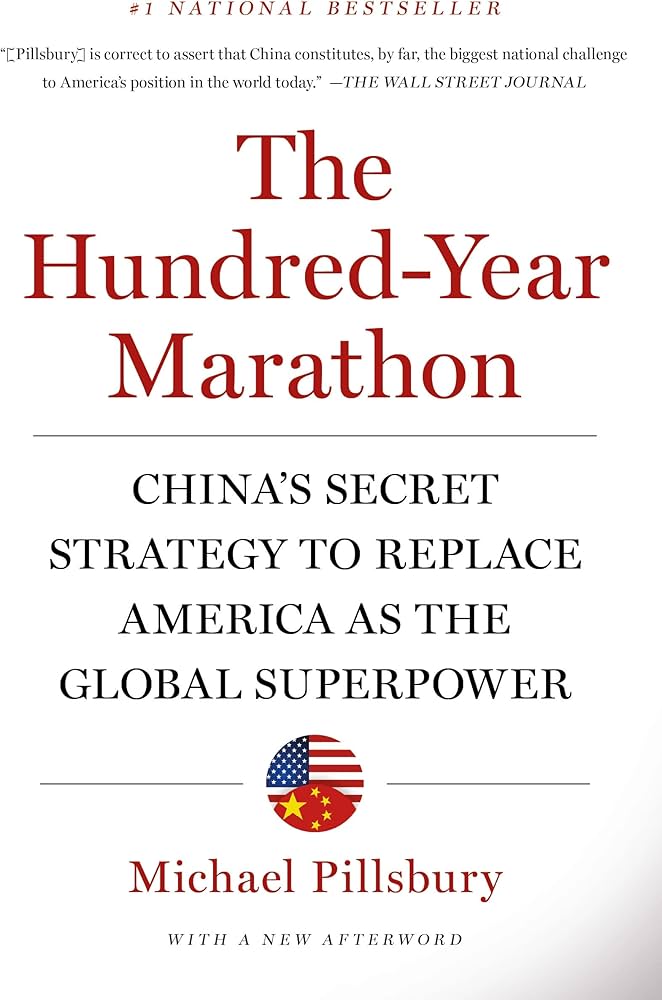 #1 NATIONAL BESTSELLER
“[Pillsbury] is correct to assert that China constitutes, by far, the biggest national challenge
to America’s position in the world today.” —THE WALL STREET JOURNAL
The
Hundred-Year
Marathon
CHINA’S SECRET
STRATEGY TO REPLACE
AMERICA AS THE
GLOBAL SUPERPOWER
Michael Pillsbury
WITH A NEW AFTERWORD